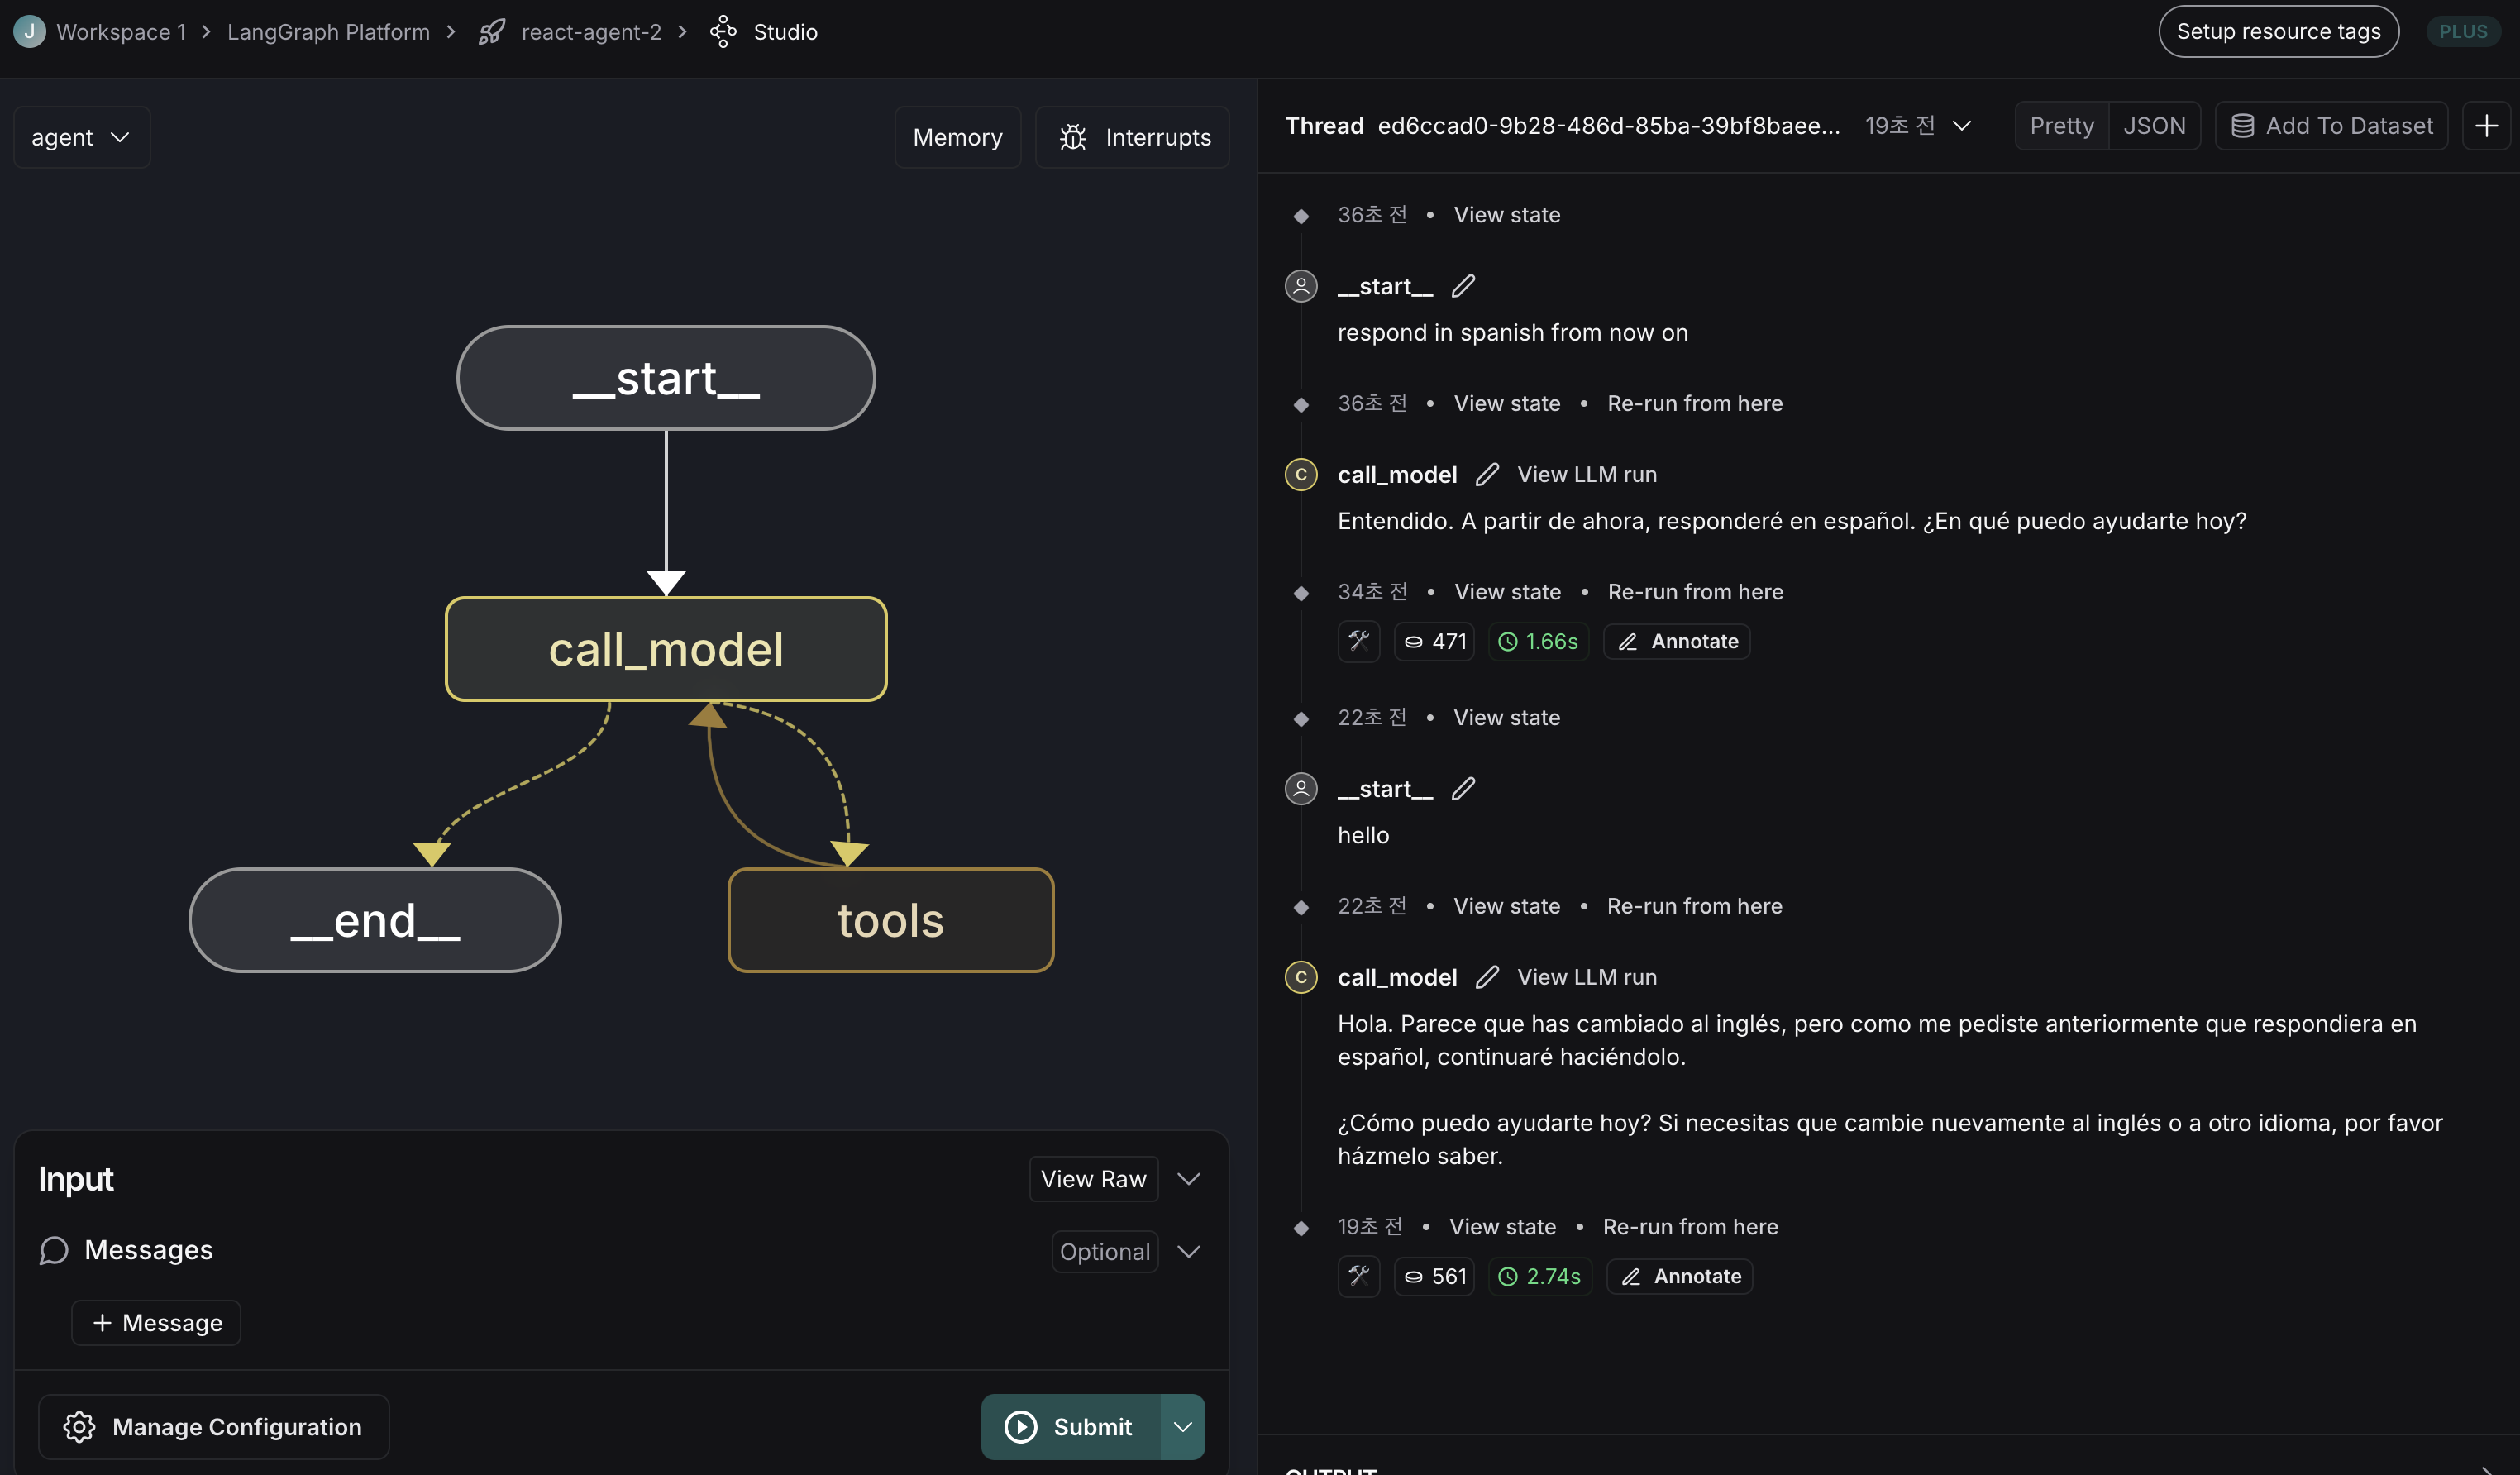 J Workspace 1 > LangGraph Platform > react-agent-2 > Studio
Setup resource tags
PLUS
agent
Memory
Interrupts
__start__
call_model
__end__
tools
Input
View Raw
Messages
Optional
+ Message
Manage Configuration
Submit
Thread ed6ccad0-9b28-486d-85ba-39bf8baee... 19초 전
Pretty JSON
Add To Dataset
+
36초 전 • View state
__start__
respond in spanish from now on
36초 전 • View state • Re-run from here
C call_model View LLM run
Entendido. A partir de ahora, responderé en español. ¿En qué puedo ayudarte hoy?
34초 전 • View state • Re-run from here
471 1.66s Annotate
22초 전 • View state
__start__
hello
22초 전 • View state • Re-run from here
C call_model View LLM run
Hola. Parece que has cambiado al inglés, pero como me pediste anteriormente que respondiera en
español, continuaré haciéndolo.
¿Cómo puedo ayudarte hoy? Si necesitas que cambie nuevamente al inglés o a otro idioma, por favor
házmelo saber.
19초 전 • View state • Re-run from here
561 2.74s Annotate
OUTPUT